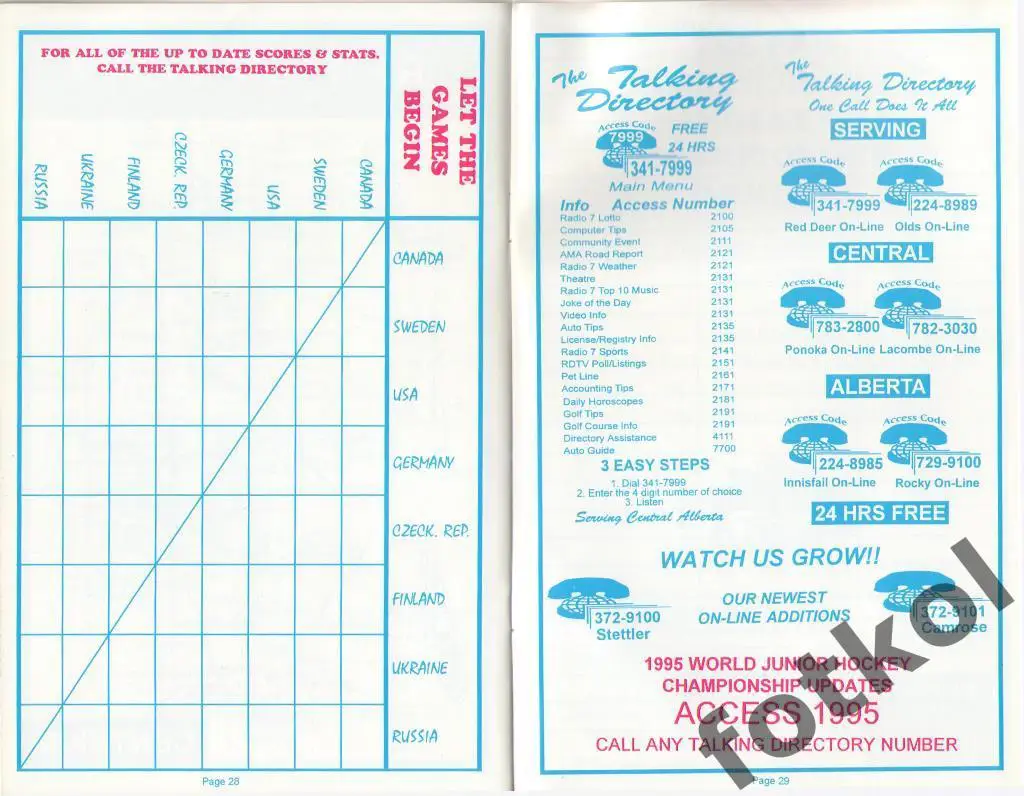 FOR ALL OF THE UP TO DATE SCORES & STATS.
CALL THE TALKING DIRECTORY
LET THE
GAMES
BEGIN
RUSSIA
UKRAINE
FINLAND
CZECK. REP.
GERMANY
USA
SWEDEN
CANADA
CANADA
SWEDEN
USA
GERMANY
CZECK. REP.
FINLAND
UKRAINE
RUSSIA
Page 28
The Talking
Directory
Access Code
7999
FREE
24 HRS
341-7999
Main Menu
Info Access Number
Radio 7 Lotto 2100
Computer Tips 2105
Community Event 2111
AMA Road Report 2121
Radio 7 Weather 2121
Theatre 2131
Radio 7 Top 10 Music 2131
Joke of the Day 2131
Video Info 2131
Auto Tips 2135
License/Registry Info 2135
Radio 7 Sports 2141
RDTV Poll/Listings 2151
Pet Line 2161
Accounting Tips 2171
Daily Horoscopes 2181
Golf Tips 2191
Golf Course Info 2191
Directory Assistance 4111
Auto Guide 7700
3 EASY STEPS
1. Dial 341-7999
2. Enter the 4 digit number of choice
3. Listen
Serving Central Alberta
The
Talking Directory
One Call Does It All
SERVING
Access Code Access Code
341-7999 224-8989
Red Deer On-Line Olds On-Line
CENTRAL
Access Code Access Code
783-2800 782-3030
Ponoka On-Line Lacombe On-Line
ALBERTA
Access Code Access Code
224-8985 729-9100
Innisfail On-Line Rocky On-Line
24 HRS FREE
WATCH US GROW!!
OUR NEWEST
ON-LINE ADDITIONS
372-9100
Stettler
372-9101
Camrose
1995 WORLD JUNIOR HOCKEY
CHAMPIONSHIP UPDATES
ACCESS 1995
CALL ANY TALKING DIRECTORY NUMBER
Page 29
fotkol